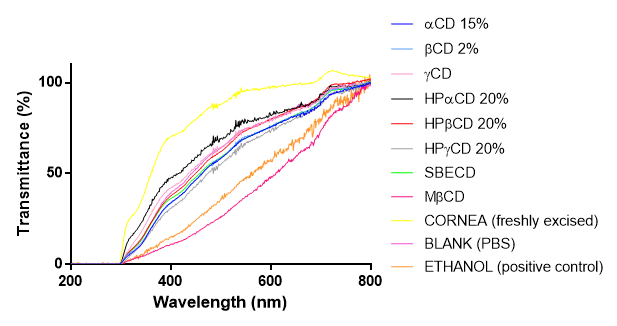 Transmittance (%)
100
50
0
200
400
600
800
Wavelength (nm)
αCD 15%
βCD 2%
γCD
HPαCD 20%
HPβCD 20%
HPγCD 20%
SBECD
MβCD
CORNEA (freshly excised)
BLANK (PBS)
ETHANOL (positive control)